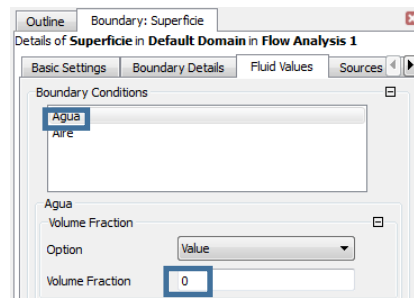 Outline Boundary: Superficie
Details of Superficie in Default Domain in Flow Analysis 1
Basic Settings Boundary Details Fluid Values Sources
Boundary Conditions
Agua
Aire
Agua
Volume Fraction
Option Value
Volume Fraction 0